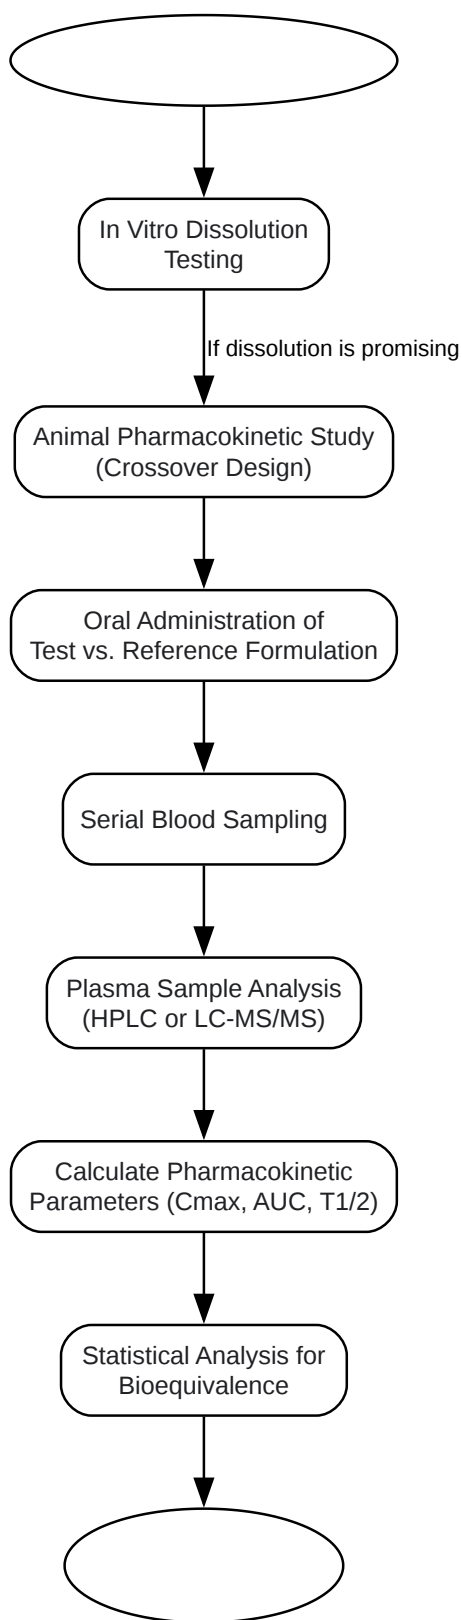 In Vitro Dissolution
Testing
If dissolution is promising
Animal Pharmacokinetic Study
(Crossover Design)
Oral Administration of
Test vs. Reference Formulation
Serial Blood Sampling
Plasma Sample Analysis
(HPLC or LC-MS/MS)
Calculate Pharmacokinetic
Parameters (Cmax, AUC, T1/2)
Statistical Analysis for
Bioequivalence